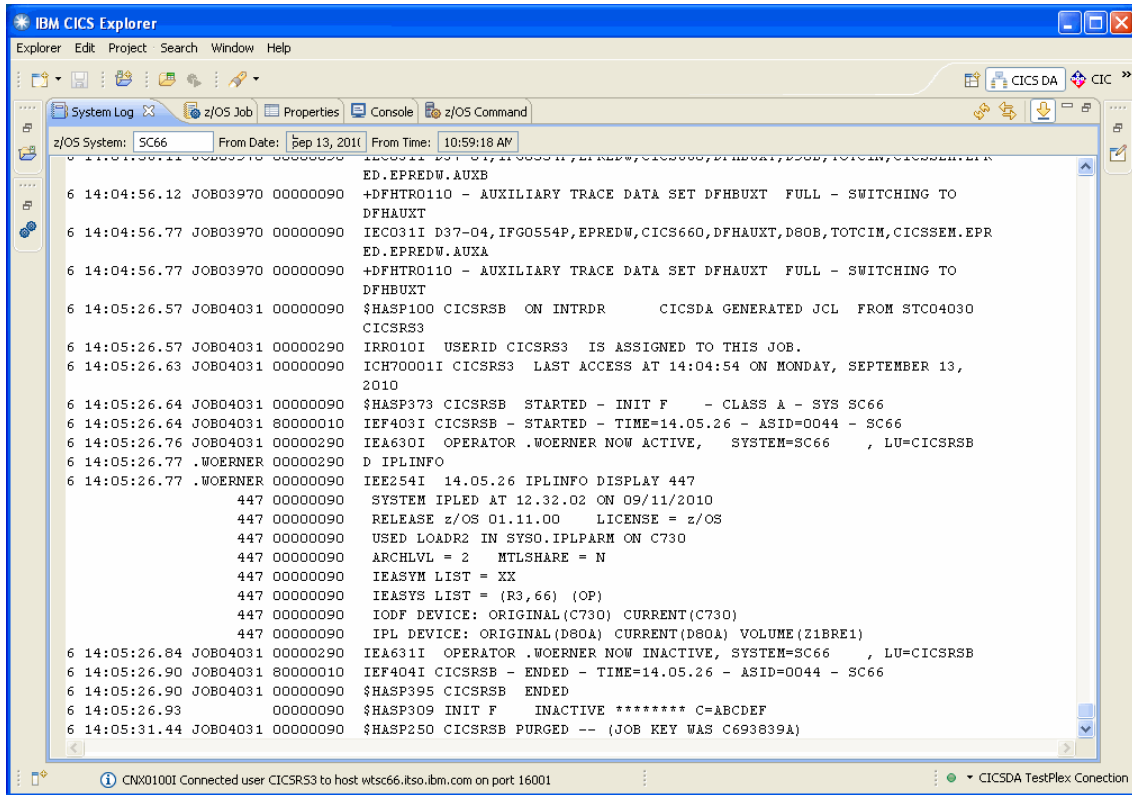 IBM CICS Explorer
Explorer Edit Project Search Window Help
CICS DA CIC »
System Log z/OS Job Properties Console z/OS Command
z/OS System: SC66 From Date: Sep 13, 201 From Time: 10:59:18 AM
ED.EPREDW.AUXB
6 14:04:56.12 JOB03970 00000090 +DFHTR0110 - AUXILIARY TRACE DATA SET DFHBUXT FULL - SWITCHING TO
DFHAUXT
6 14:04:56.77 JOB03970 00000090 IEC031I D37-04,IFG0554P,EPREDW,CICS660,DFHAUXT,D80B,TOTCIM,CICSSEM.EPR
ED.EPREDW.AUXA
6 14:04:56.77 JOB03970 00000090 +DFHTR0110 - AUXILIARY TRACE DATA SET DFHAUXT FULL - SWITCHING TO
DFHBUXT
6 14:05:26.57 JOB04031 00000090 $HASP100 CICSRSB ON INTRDR CICSDA GENERATED JCL FROM STC04030
CICSRS3
6 14:05:26.57 JOB04031 00000290 IRR010I USERID CICSRS3 IS ASSIGNED TO THIS JOB.
6 14:05:26.63 JOB04031 00000090 ICH70001I CICSRS3 LAST ACCESS AT 14:04:54 ON MONDAY, SEPTEMBER 13,
2010
6 14:05:26.64 JOB04031 00000090 $HASP373 CICSRSB STARTED - INIT F - CLASS A - SYS SC66
6 14:05:26.64 JOB04031 80000010 IEF403I CICSRSB - STARTED - TIME=14.05.26 - ASID=0044 - SC66
6 14:05:26.76 JOB04031 00000290 IEA630I OPERATOR .WOERNER NOW ACTIVE, SYSTEM=SC66 , LU=CICSRSB
6 14:05:26.77 .WOERNER 00000290 D IPLINFO
6 14:05:26.77 .WOERNER 00000090 IEE254I 14.05.26 IPLINFO DISPLAY 447
447 00000090 SYSTEM IPLED AT 12.32.02 ON 09/11/2010
447 00000090 RELEASE z/OS 01.11.00 LICENSE = z/OS
447 00000090 USED LOADR2 IN SYS0.IPLPARM ON C730
447 00000090 ARCHLVL = 2 MTLSHARE = N
447 00000090 IEASYM LIST = XX
447 00000090 IEASYS LIST = (R3,66) (OP)
447 00000090 IODF DEVICE: ORIGINAL(C730) CURRENT(C730)
447 00000090 IPL DEVICE: ORIGINAL(D80A) CURRENT(D80A) VOLUME(Z1BRE1)
6 14:05:26.84 JOB04031 00000290 IEA631I OPERATOR .WOERNER NOW INACTIVE, SYSTEM=SC66 , LU=CICSRSB
6 14:05:26.90 JOB04031 80000010 IEF404I CICSRSB - ENDED - TIME=14.05.26 - ASID=0044 - SC66
6 14:05:26.90 JOB04031 00000090 $HASP395 CICSRSB ENDED
6 14:05:26.93 00000090 $HASP309 INIT F INACTIVE ******** C=ABCDEF
6 14:05:31.44 JOB04031 00000090 $HASP250 CICSRSB PURGED -- (JOB KEY WAS C693839A)
CNX0100I Connected user CICSRS3 to host wtsc66.itso.ibm.com on port 16001
CICSDA TestPlex Conection